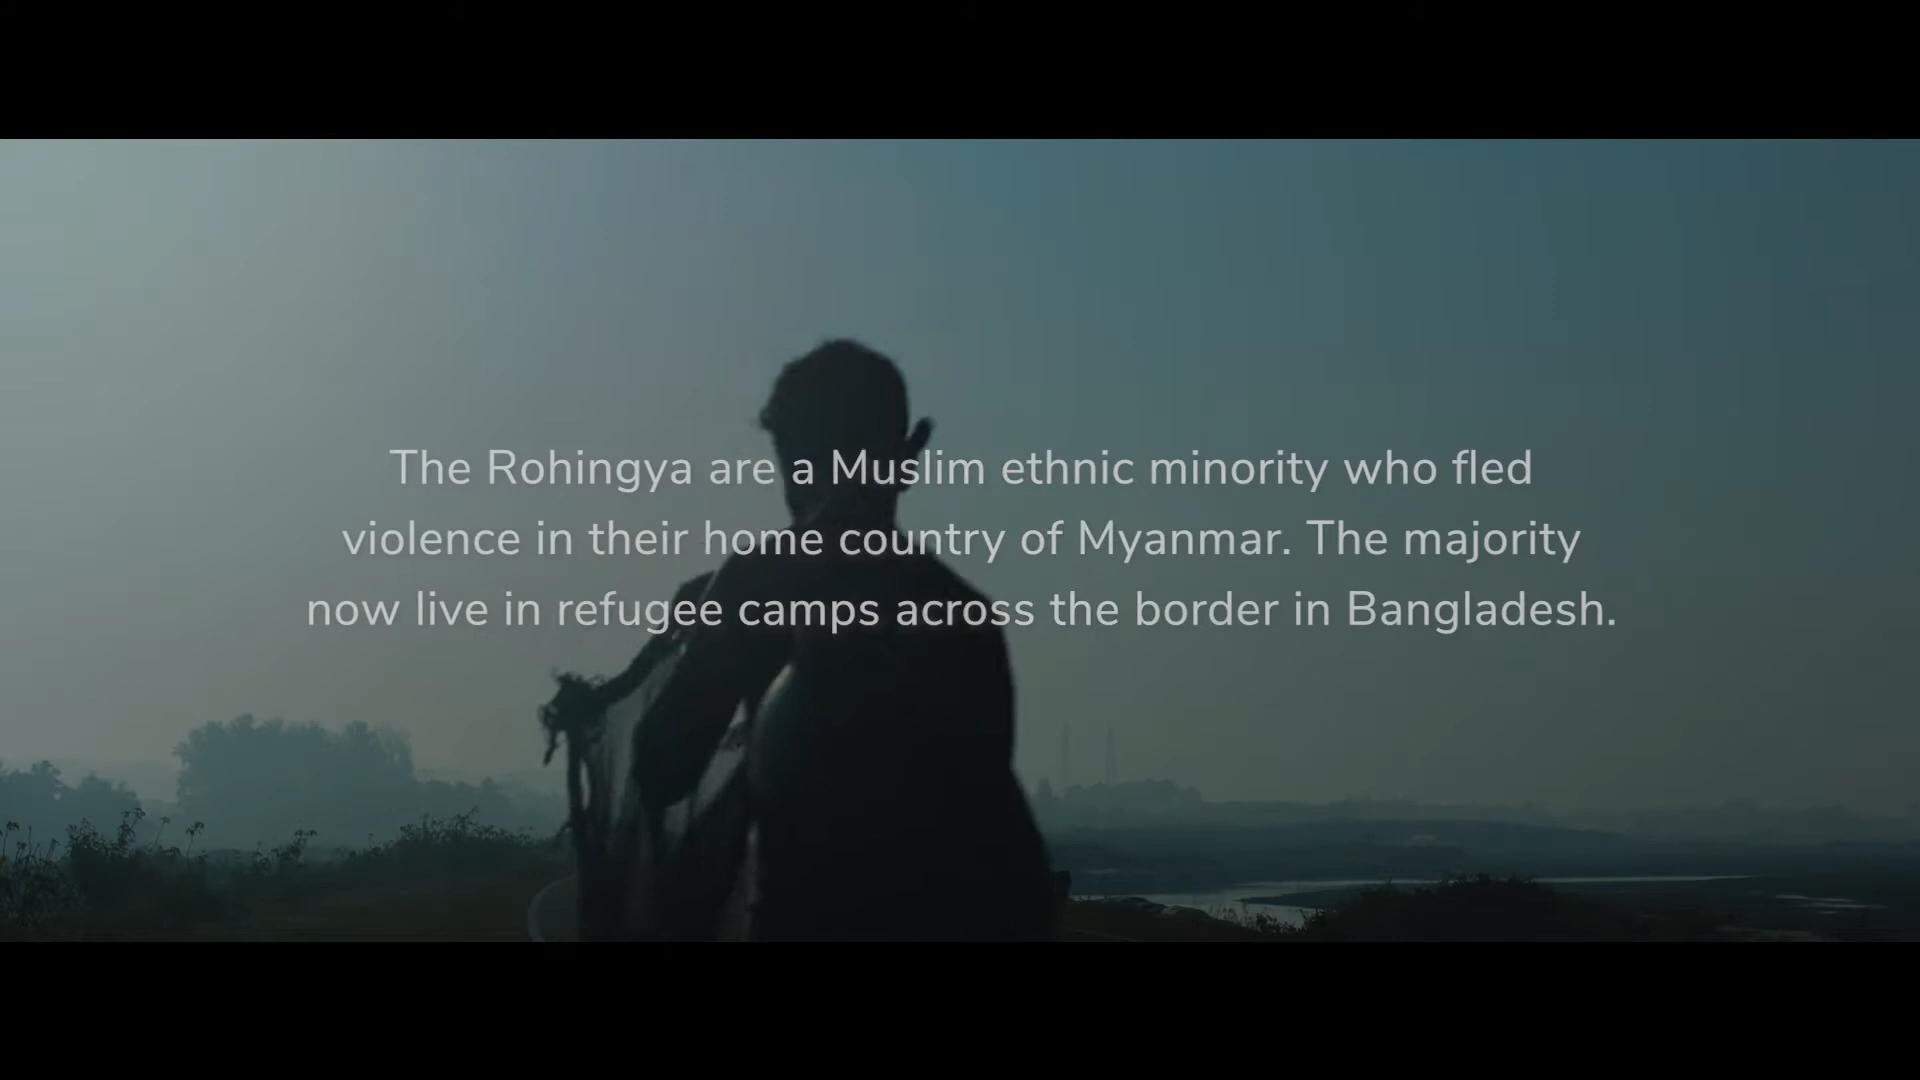 The Rohingya are a Muslim ethnic minority who fled
violence in their home country of Myanmar. The majority
now live in refugee camps across the border in Bangladesh.